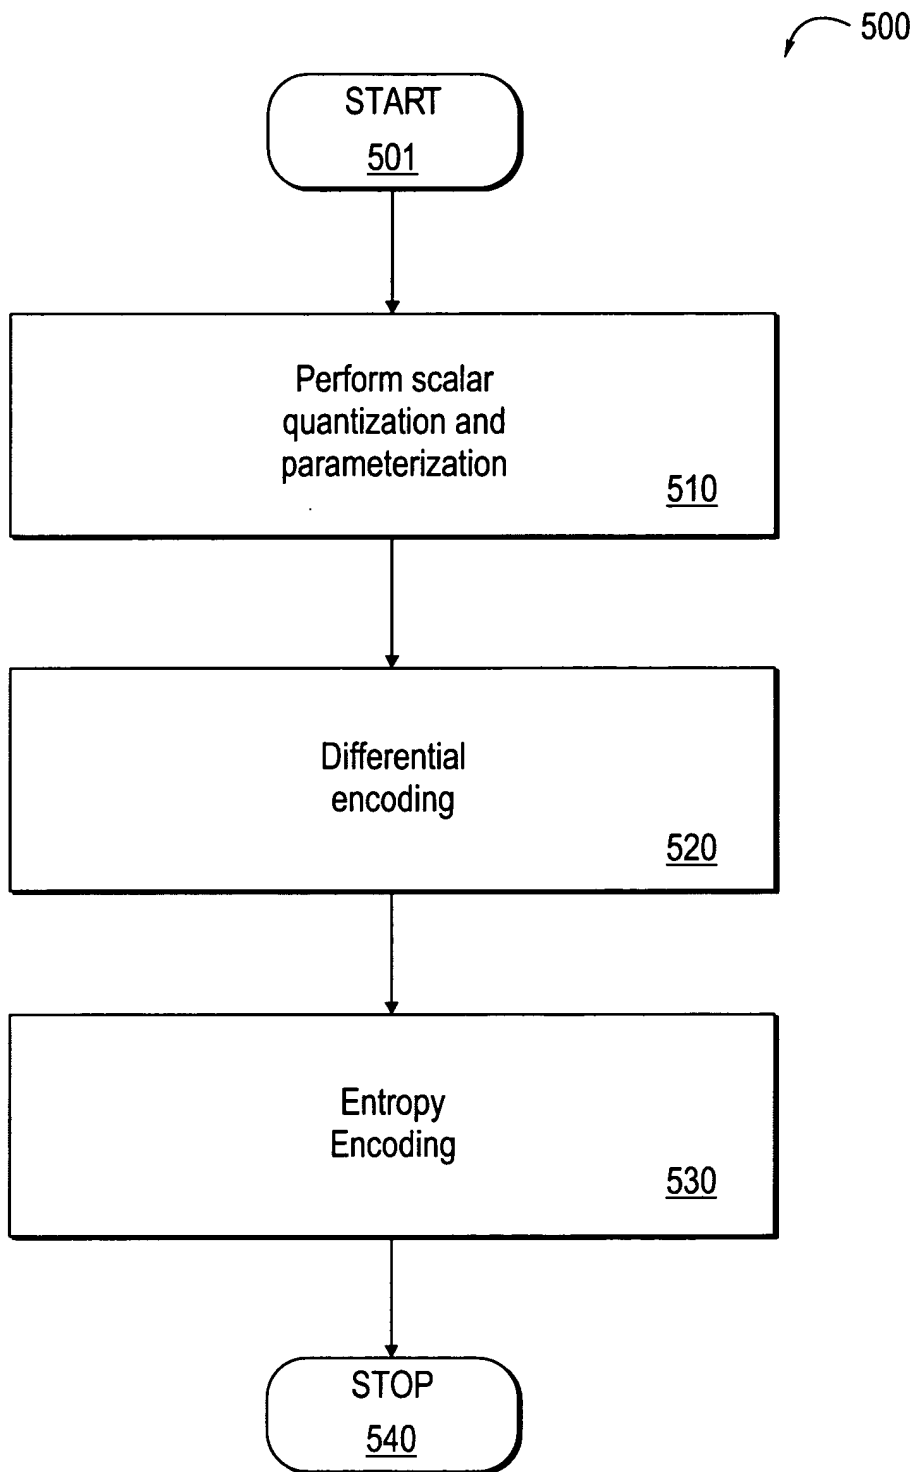 500
START
501
Perform scalar
quantization and
parameterization
510
Differential
encoding
520
Entropy
Encoding
530
STOP
540